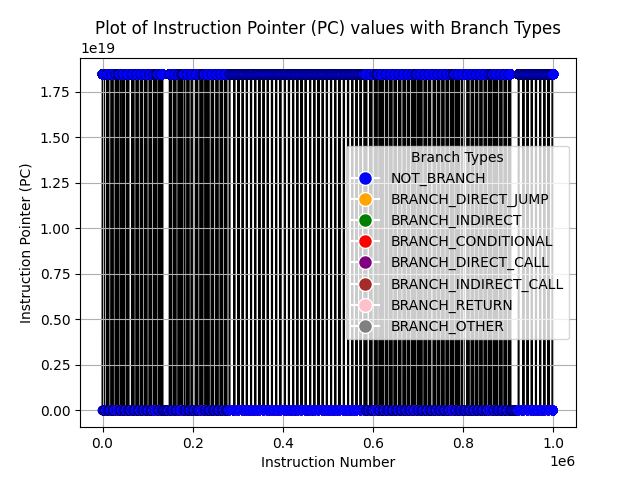 Plot of Instruction Pointer (PC) values with Branch Types
1e19
1.75
1.50
1.25
1.00
0.75
0.50
0.25
0.00
Instruction Pointer (PC)
Branch Types
NOT_BRANCH
BRANCH_DIRECT_JUMP
BRANCH_INDIRECT
BRANCH_CONDITIONAL
BRANCH_DIRECT_CALL
BRANCH_INDIRECT_CALL
BRANCH_RETURN
BRANCH_OTHER
0.0 0.2 0.4 0.6 0.8 1.0
1e6
Instruction Number